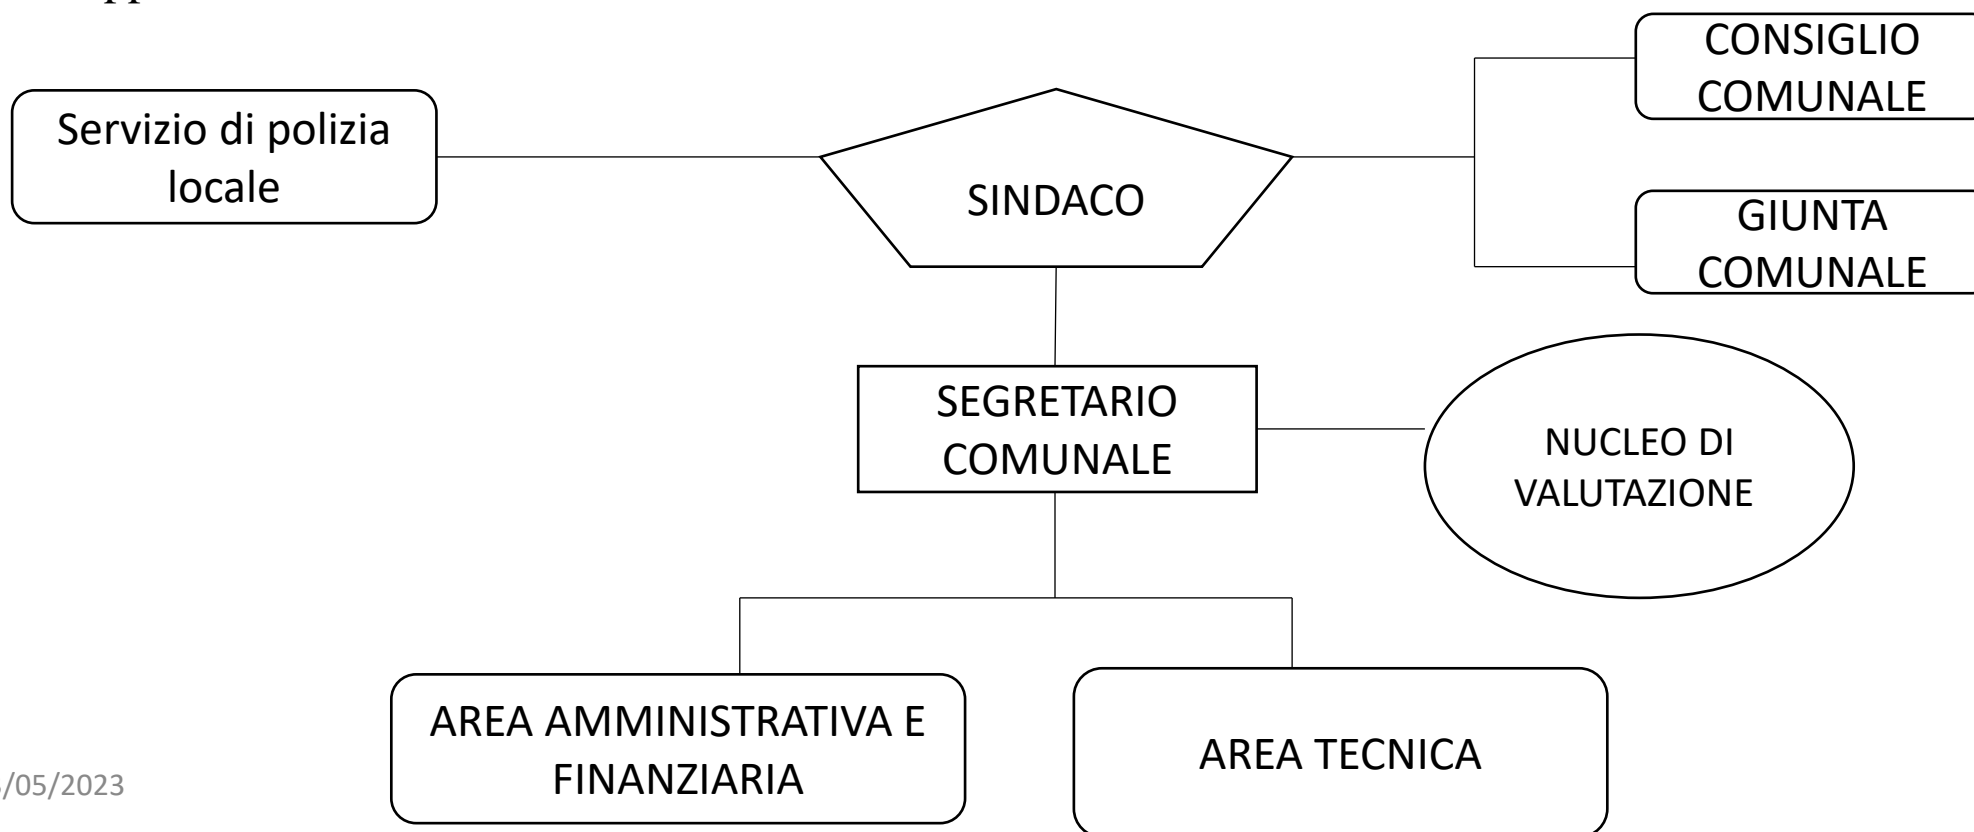 CONSIGLIO
COMUNALE
Servizio di polizia
locale
SINDACO
GIUNTA
COMUNALE
SEGRETARIO
COMUNALE
NUCLEO DI
VALUTAZIONE
AREA AMMINISTRATIVA E
FINANZIARIA
AREA TECNICA
/05/2023